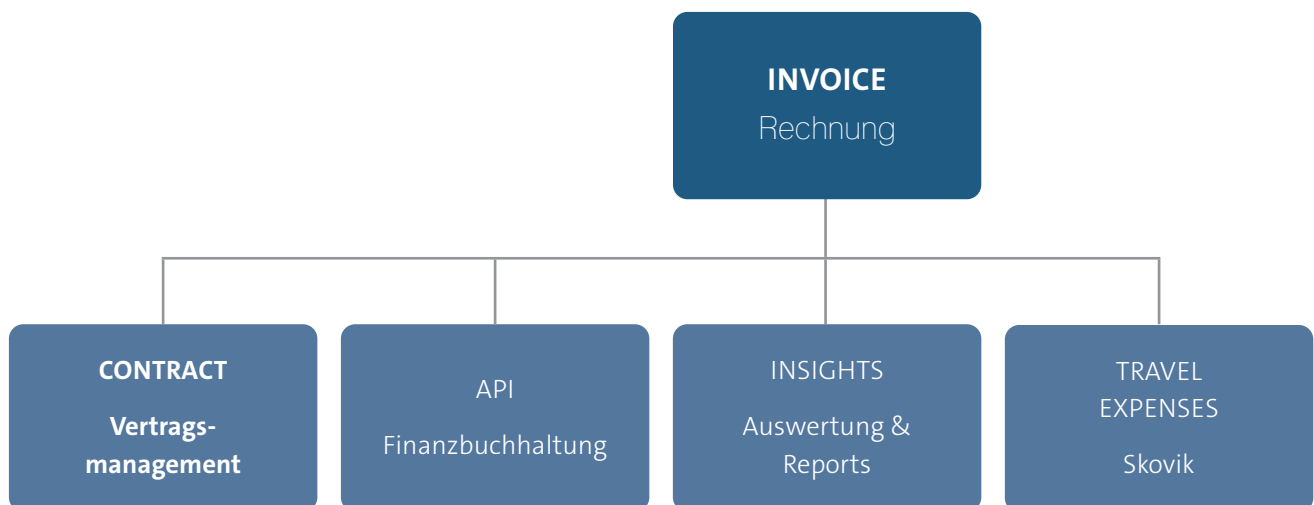 INVOICE
Rechnung
CONTRACT
Vertrags-
management
API
Finanzbuchhaltung
INSIGHTS
Auswertung &
Reports
TRAVEL
EXPENSES
Skovik